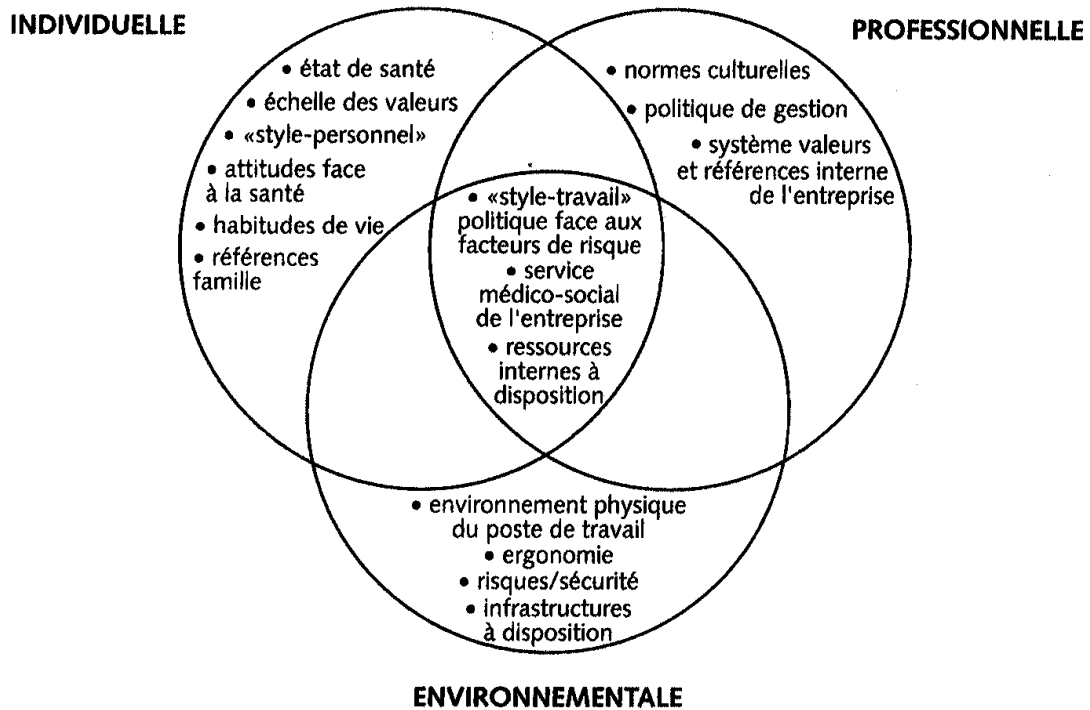 INDIVIDUELLE
PROFESSIONNELLE
• état de santé
• échelle des valeurs
• «style-personnel»
• attitudes face
à la santé
• habitudes de vie
• références
famille
• normes culturelles
• politique de gestion
• système valeurs
et références interne
de l'entreprise
• «style-travail»
politique face aux
facteurs de risque
• service
médico-social
de l'entreprise
• ressources
internes à
disposition
• environnement physique
du poste de travail
• ergonomie
• risques/sécurité
• infrastructures
à disposition
ENVIRONNEMENTALE